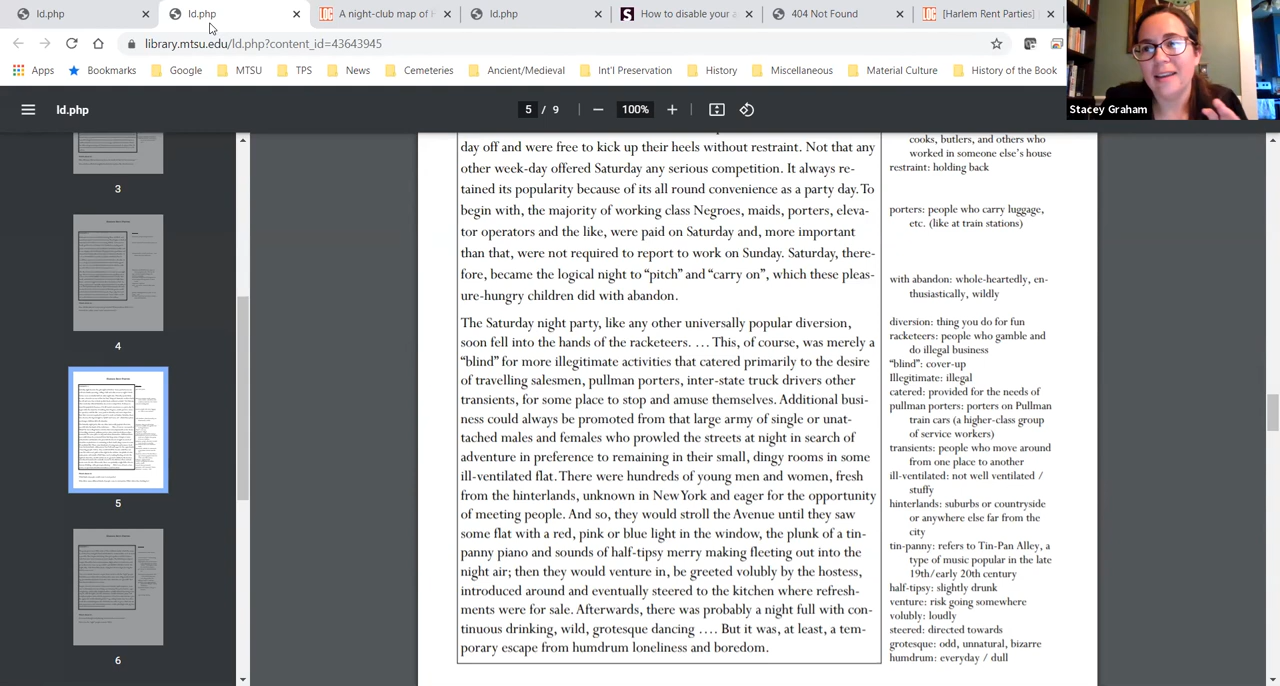 ld.php
ld.php
A night-club map of H
ld.php
How to disable your a
404 Not Found
[Harlem Rent Parties]
library.mtsu.edu/ld.php?content_id=43643945
Apps
Bookmarks
Google
MTSU
TPS
News
Cemeteries
Ancient/Medieval
Int'l Preservation
History
Miscellaneous
Material Culture
History of the Book
Stacey Graham
ld.php
5 / 9
100%
3
4
5
6
day off and were free to kick up their heels without restraint. Not that any
other week-day offered Saturday any serious competition. It always re-
tained its popularity because of its all round convenience as a party day. To
begin with, the majority of working class Negroes, maids, porters, eleva-
tor operators and the like, were paid on Saturday and, more important
than that, were not required to report to work on Sunday. Saturday, there-
fore, became the logical night to "pitch" and "carry on", which these pleas-
ure-hungry children did with abandon.
The Saturday night party, like any other universally popular diversion,
soon fell into the hands of the racketeers. … This, of course, was merely a
"blind" for more illegitimate activities that catered primarily to the desire
of travelling salesmen, pullman porters, inter-state truck drivers or other
transients, for some place to stop and amuse themselves. Additional busi-
ness could always be promoted from that large army of single or unat-
tached males and females who prowled the streets at night in search of
adventure in preference to remaining in their small, dingy rooms in some
ill-ventilated flat. There were hundreds of young men and women, fresh
from the hinterlands, unknown in New York and eager for the opportunity
of meeting people. And so, they would stroll the Avenue until they saw
some flat with a red, pink or blue light in the window, the plunk of a tin-
panny piano and sounds of half-tipsy merry making fleeting out into the
night air; then they would venture in, be greeted volubly by the hostess,
introduced around and eventually steered to the kitchen where refresh-
ments were for sale. Afterwards, there was probably a night full with con-
tinuous drinking, wild, grotesque dancing …. But it was, at least, a tem-
porary escape from humdrum loneliness and boredom.
cooks, butlers, and others who
worked in someone else's house
restraint: holding back
porters: people who carry luggage,
etc. (like at train stations)
with abandon: whole-heartedly, en-
thusiastically, wildly
diversion: thing you do for fun
racketeers: people who gamble and
do illegal business
"blind": cover-up
Illegitimate: illegal
catered: provided for the needs of
pullman porters: porters on Pullman
train cars (a higher-class group
of service workers)
transients: people who move around
from one place to another
ill-ventilated: not well ventilated /
stuffy
hinterlands: suburbs or countryside
or anywhere else far from the
city
tin-panny: refers to Tin-Pan Alley, a
type of music popular in the late
19th/early 20th century
half-tipsy: slightly drunk
venture: risk going somewhere
volubly: loudly
steered: directed towards
grotesque: odd, unnatural, bizarre
humdrum: everyday / dull